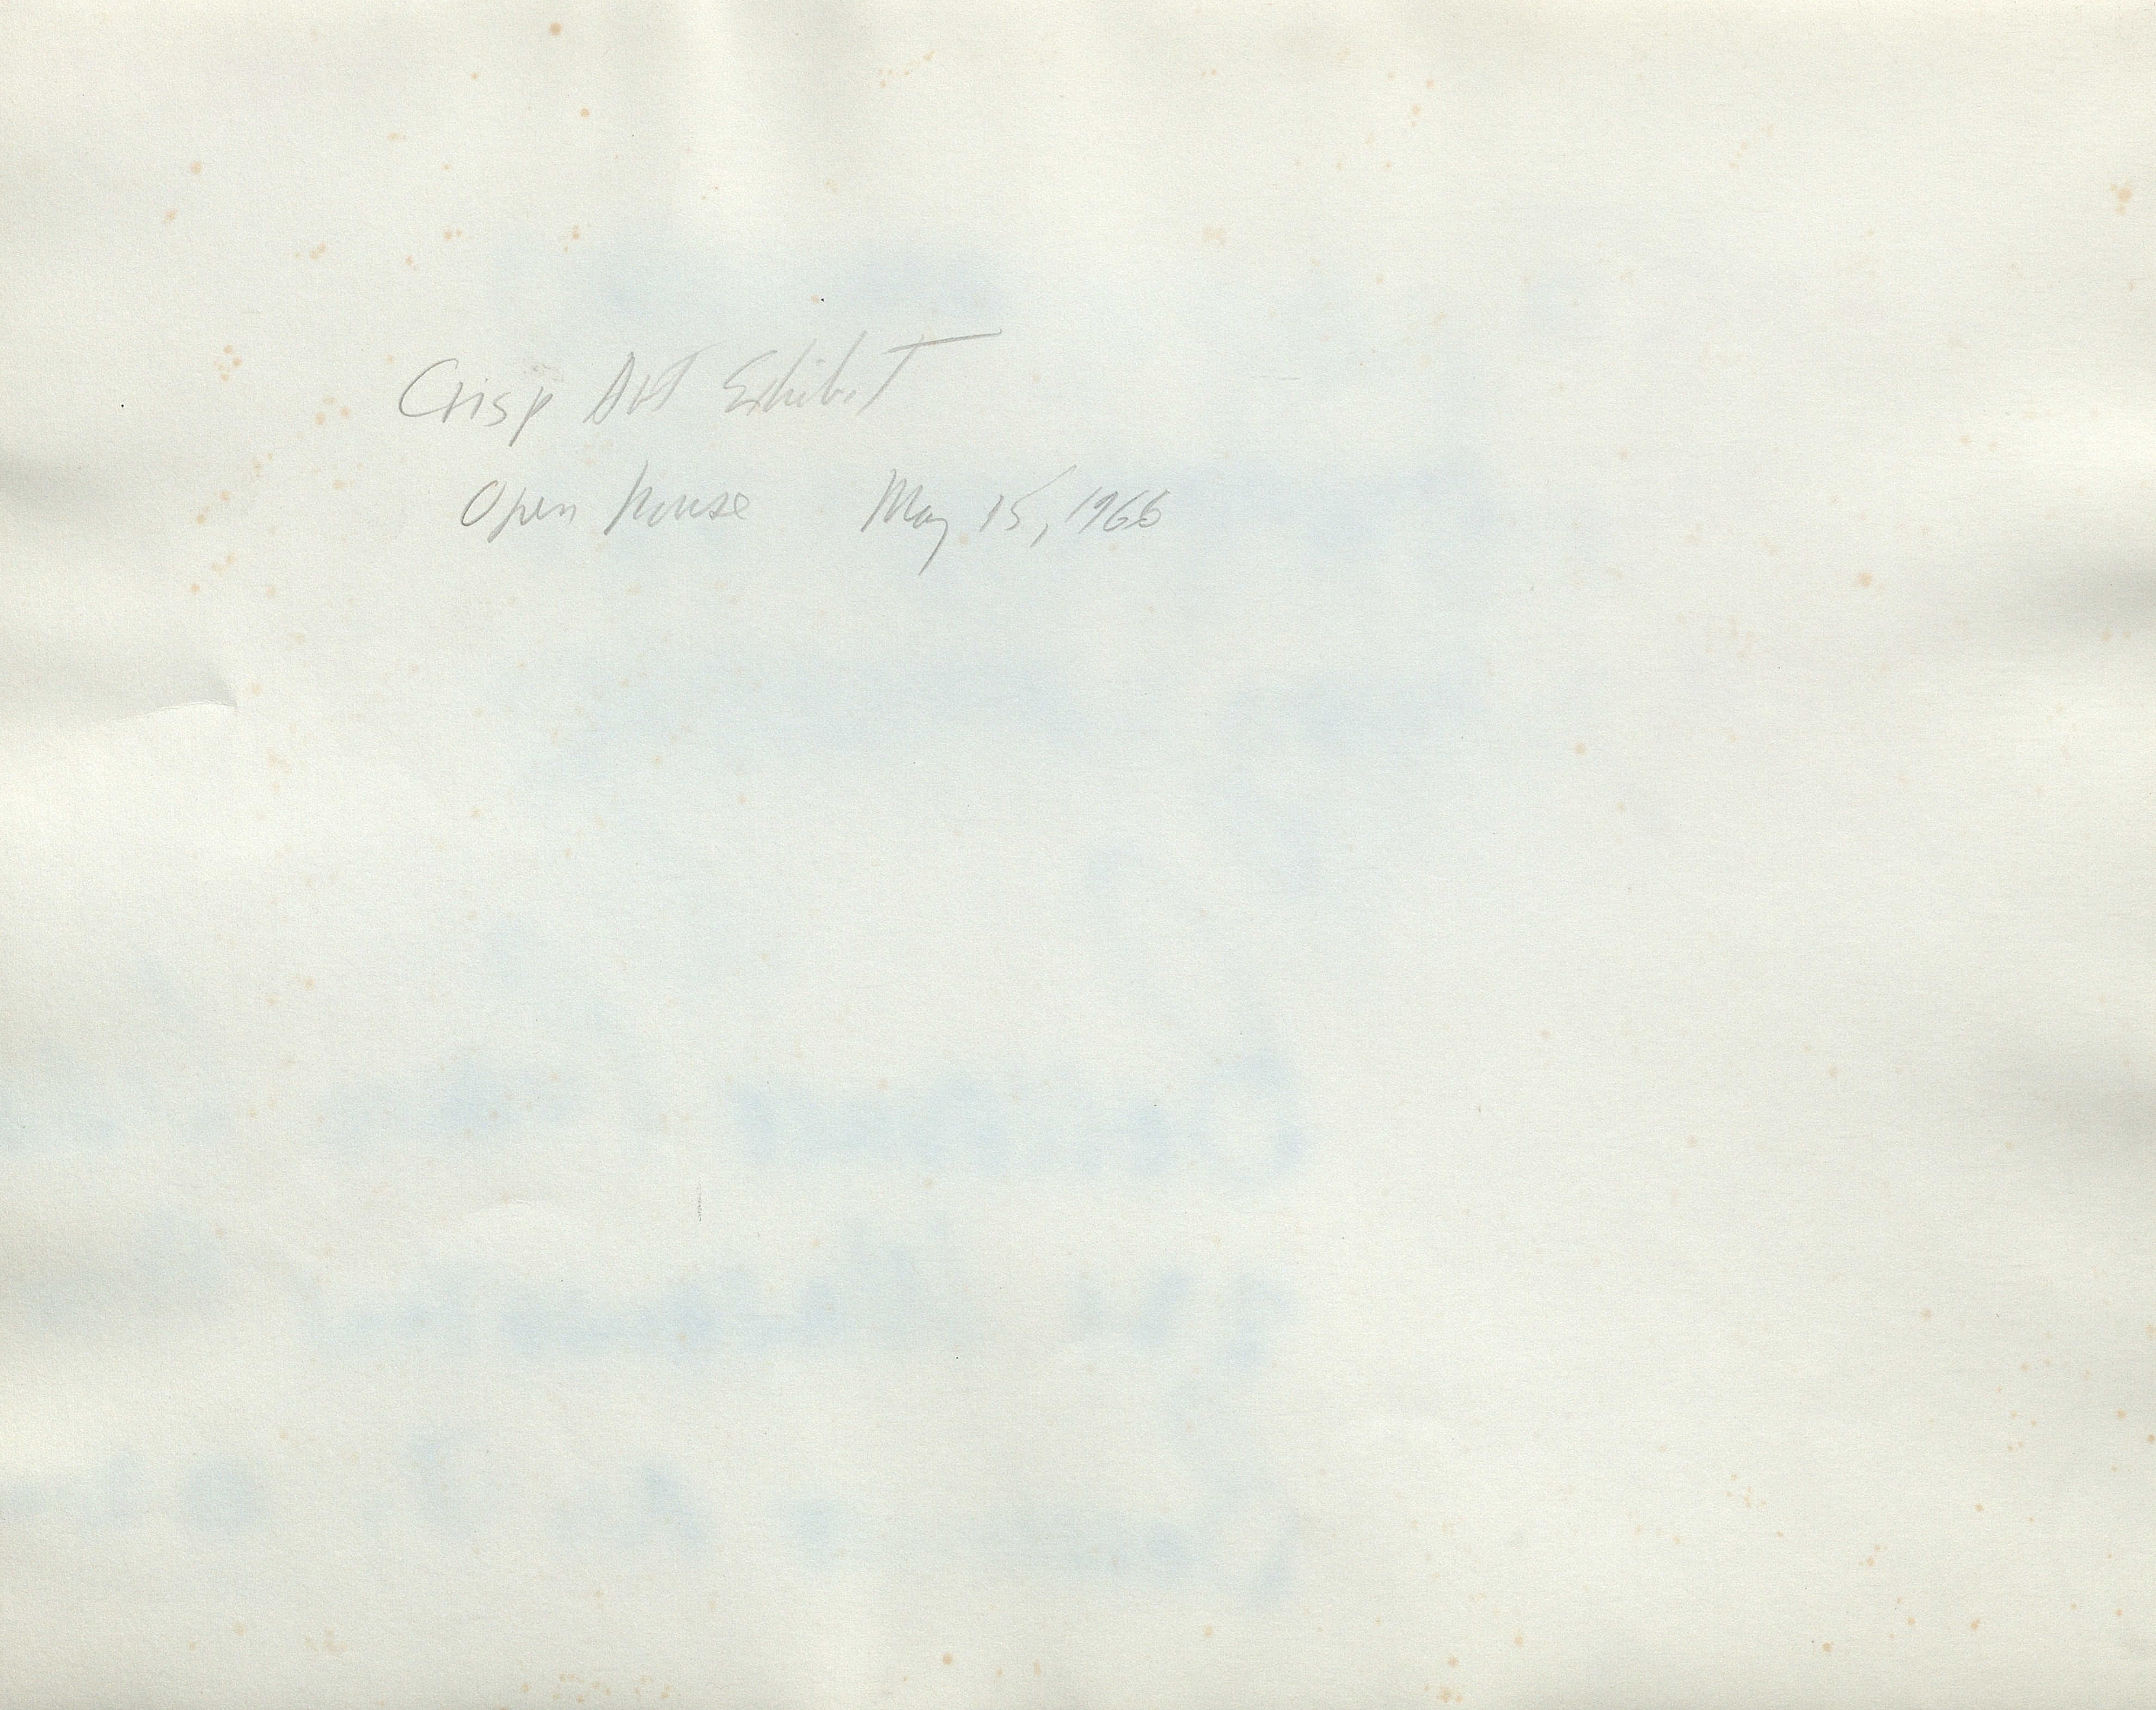 Crisp Art Exhibit
Open house May 15, 1966